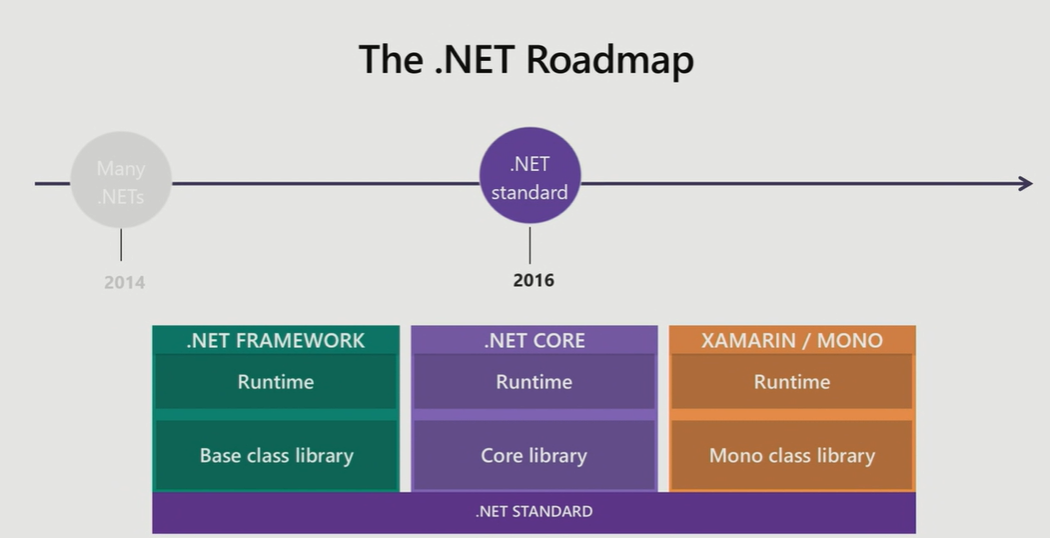 The .NET Roadmap
Many
.NETs
.NET
standard
2014
2016
.NET FRAMEWORK
Runtime
Base class library
.NET CORE
Runtime
Core library
XAMARIN / MONO
Runtime
Mono class library
.NET STANDARD